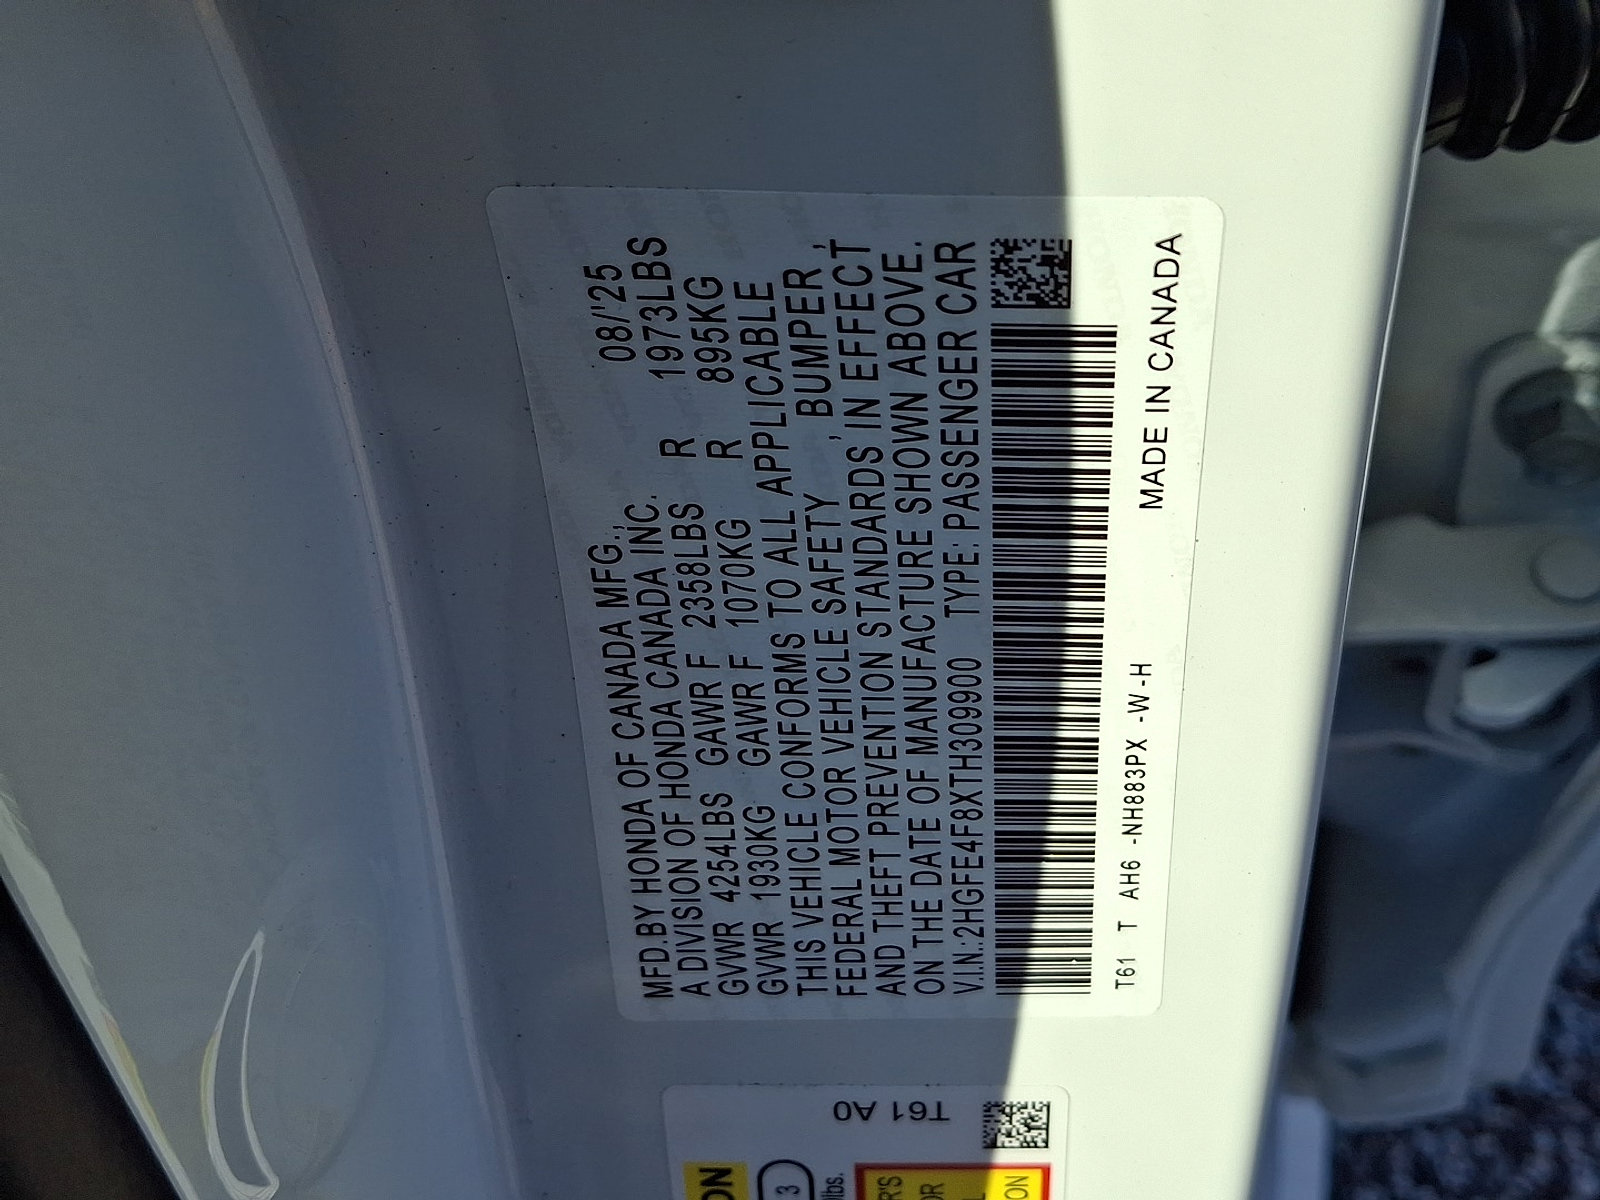 MFD.BY HONDA OF CANADA MFG., 08/'25
A DIVISION OF HONDA CANADA INC.
GVWR 4254LBS GAWR F 2358LBS R 1973LBS
GVWR 1930KG GAWR F 1070KG R 895KG
THIS VEHICLE CONFORMS TO ALL APPLICABLE
FEDERAL MOTOR VEHICLE SAFETY , BUMPER ,
AND THEFT PREVENTION STANDARDS IN EFFECT
ON THE DATE OF MANUFACTURE SHOWN ABOVE.
V.I.N.:2HGFE4F8XTH309900 TYPE: PASSENGER CAR
T61 T AH6 -NH883PX -W-H MADE IN CANADA
T61 A0
3
lbs.